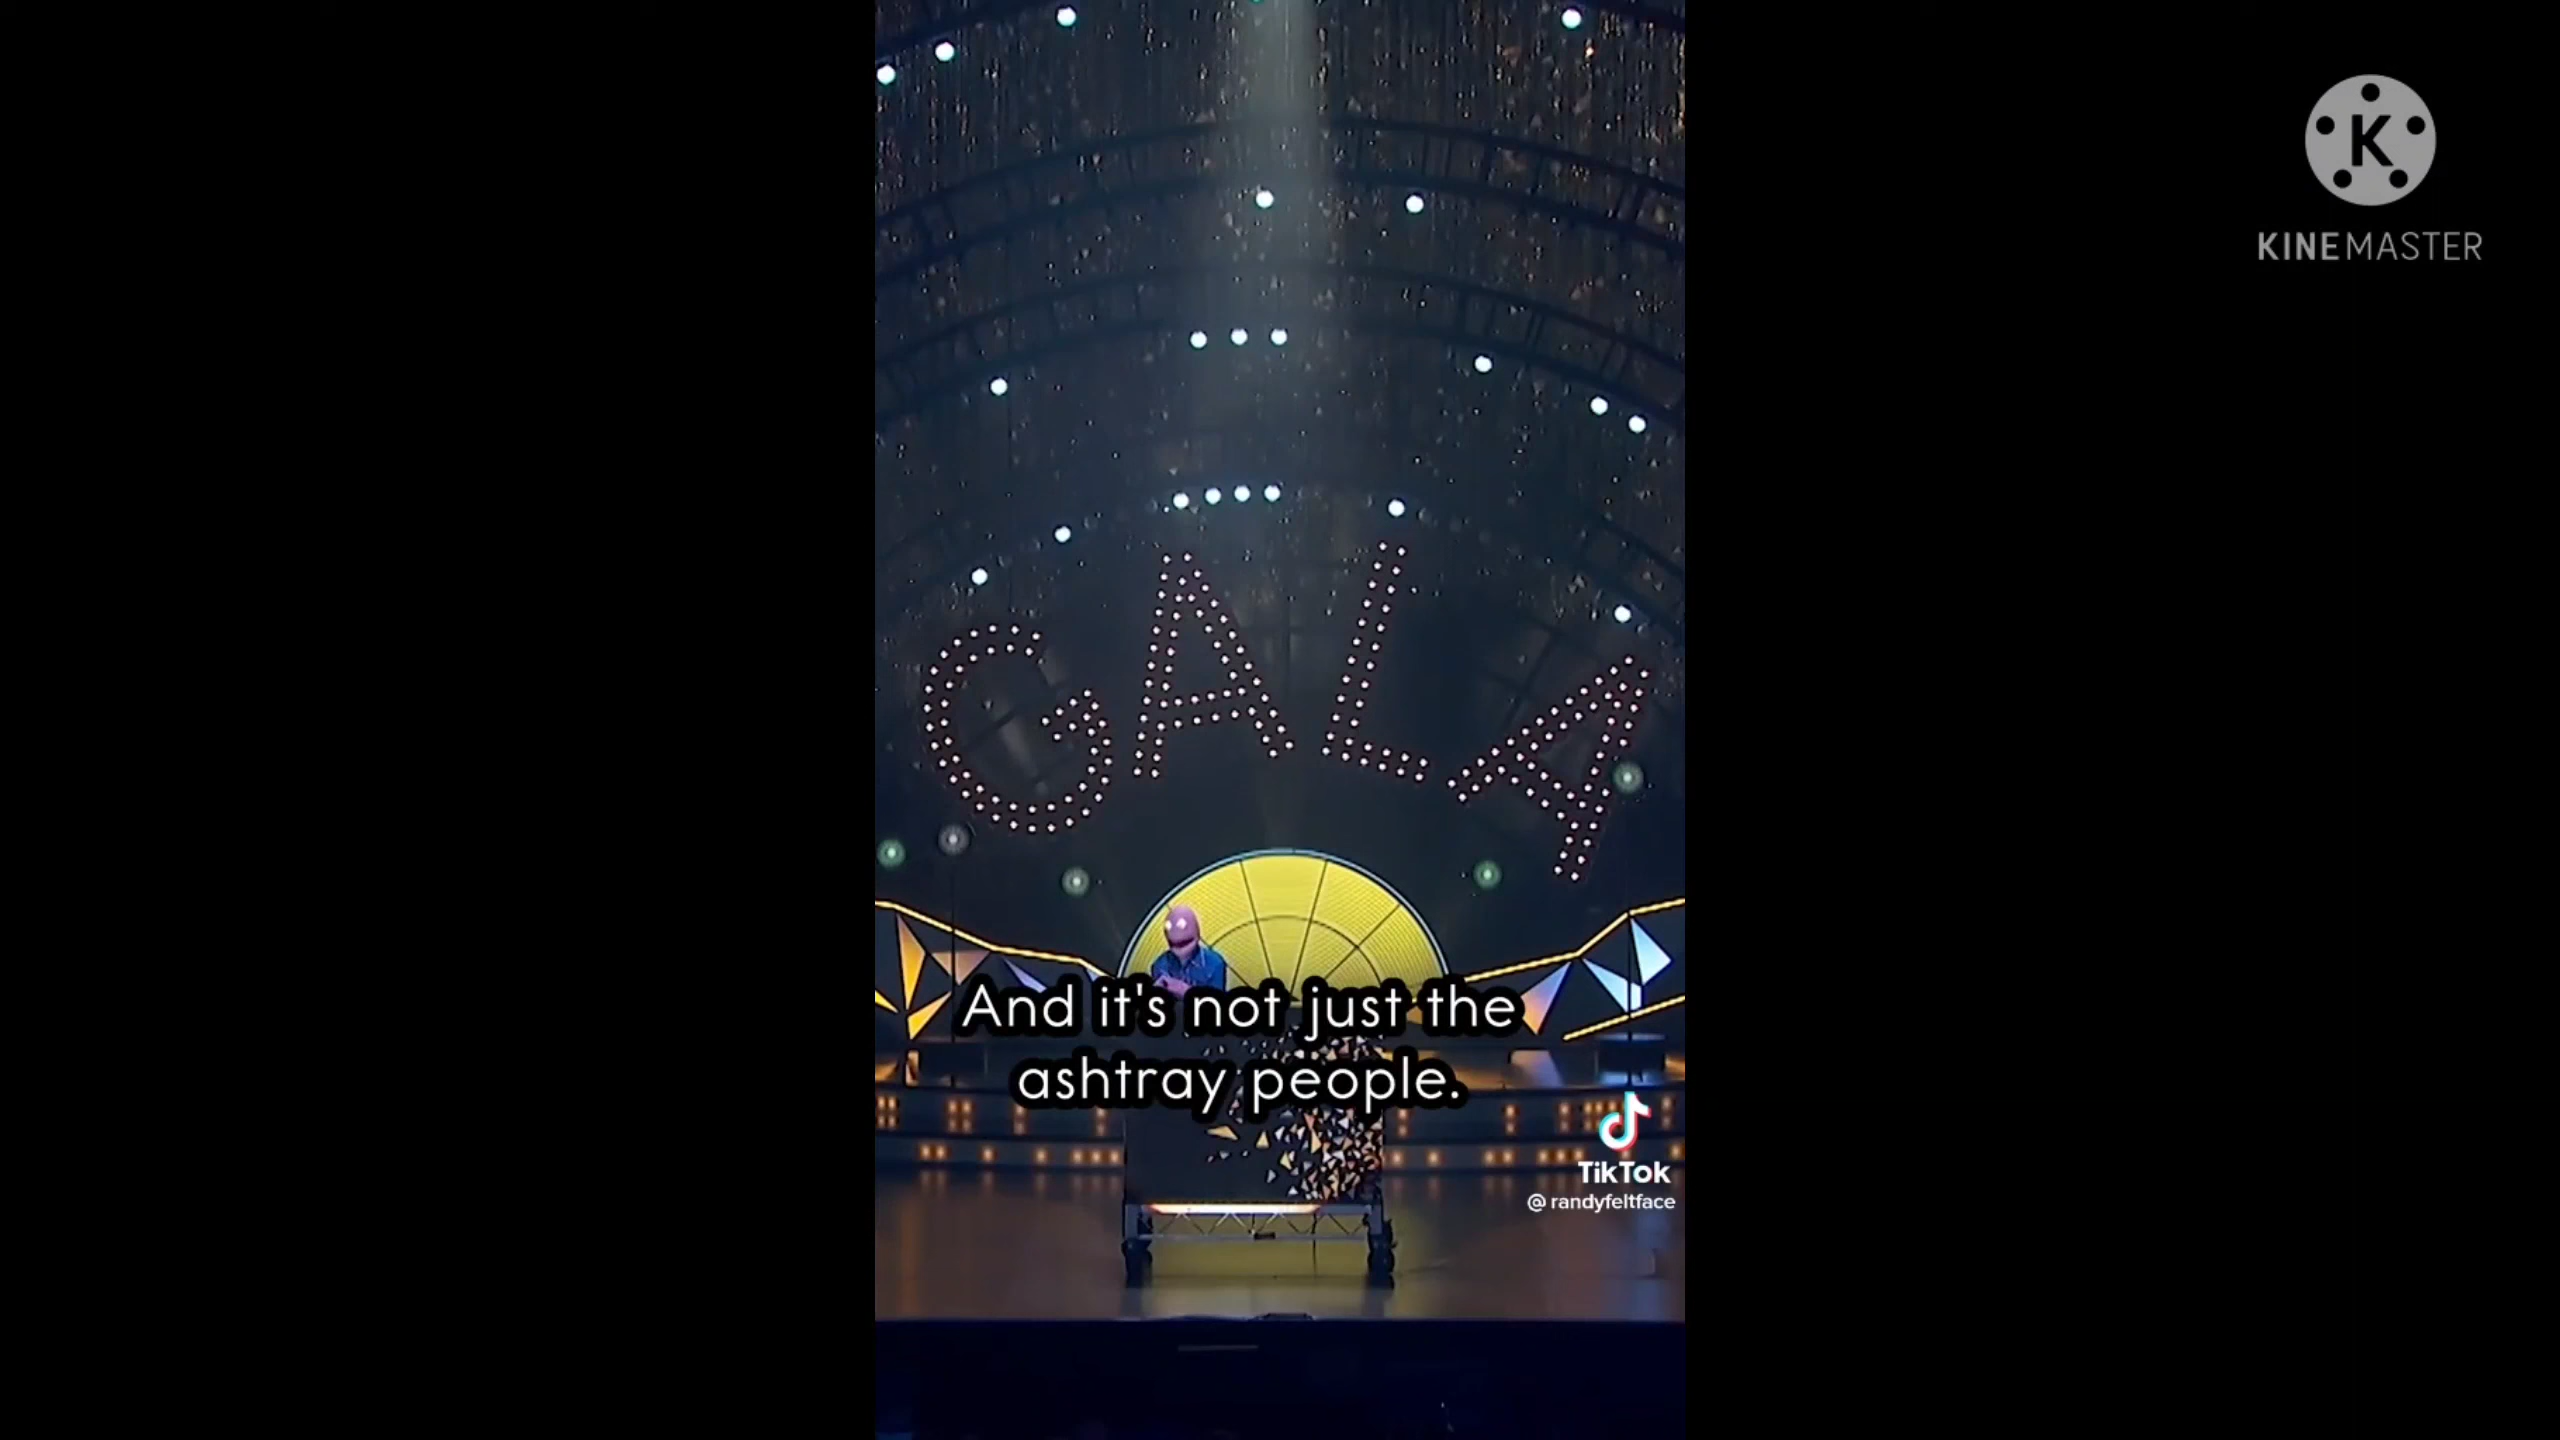 K
KINEMASTER
GALA
And it's not just the
ashtray people.
TikTok
@randyfeltface